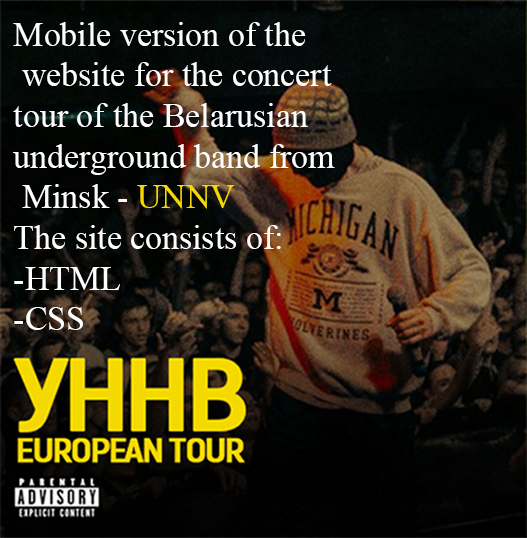 Mobile version of the
website for the concert
tour of the Belarusian
underground band from
Minsk - UNNV
The site consists of:
-HTML
-CSS
MICHIGAN
M
WOLVERINES
УННВ
EUROPEAN TOUR
PARENTAL
ADVISORY
EXPLICIT CONTENT